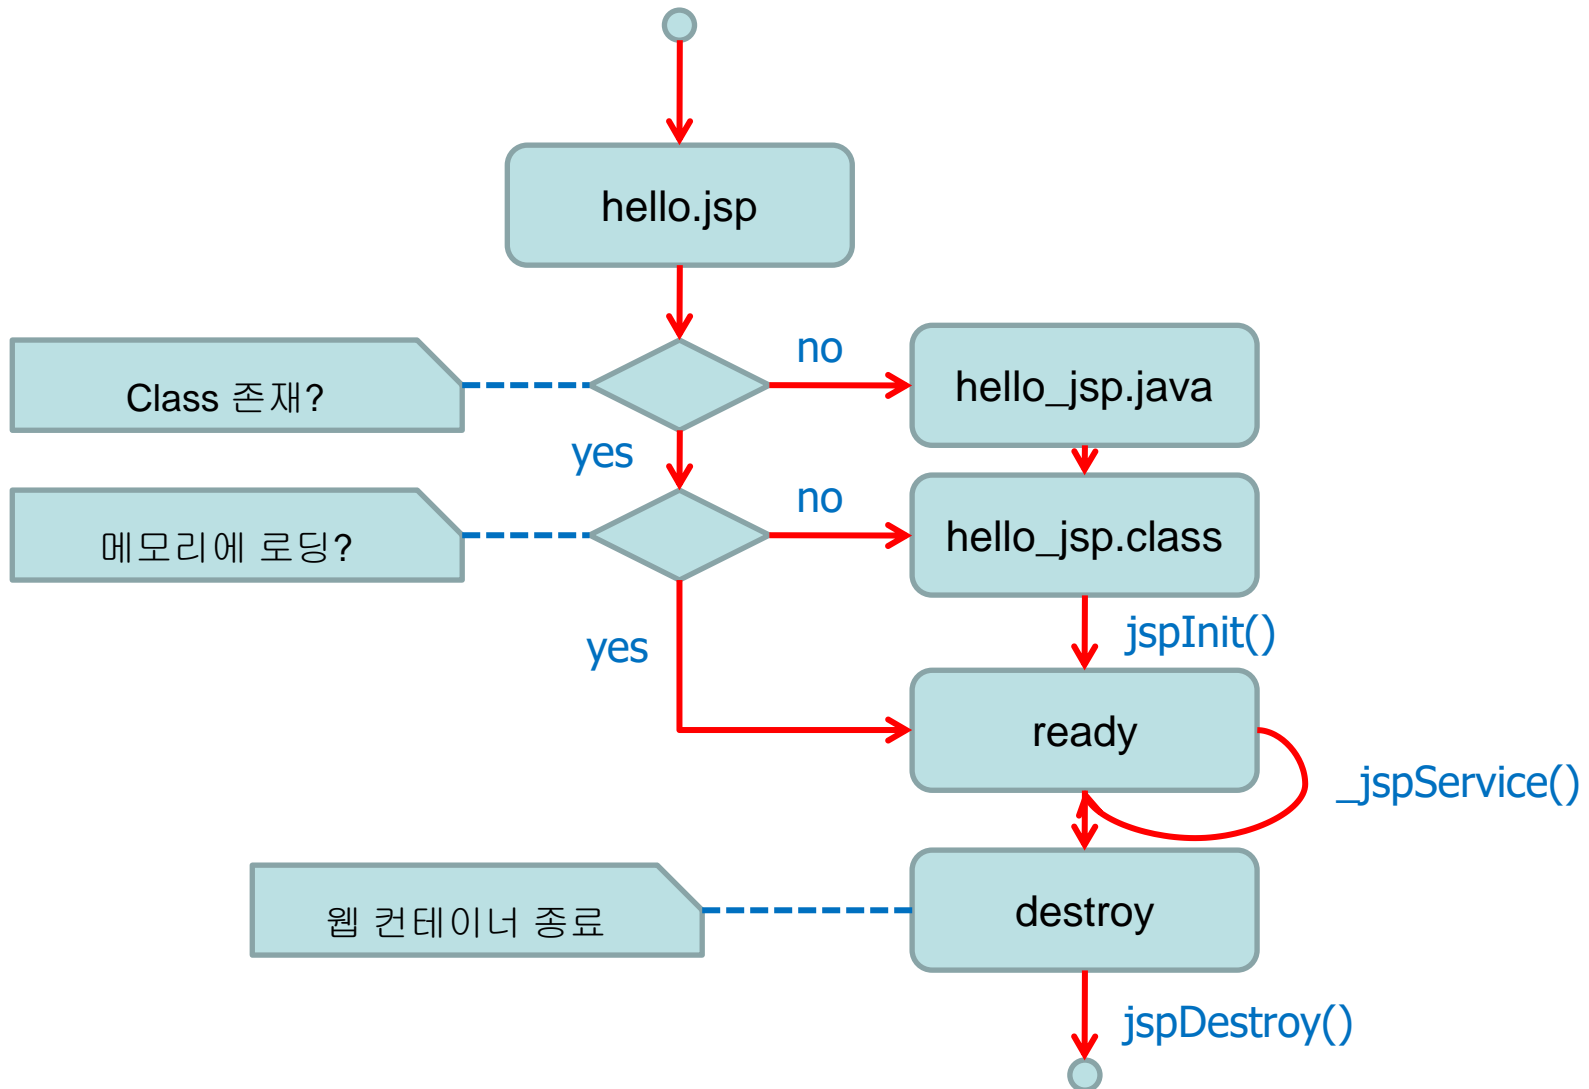 hello.jsp
no
Class 존재?
hello_jsp.java
yes
no
메모리에 로딩?
hello_jsp.class
jspInit()
yes
ready
_jspService()
웹 컨테이너 종료
destroy
jspDestroy()